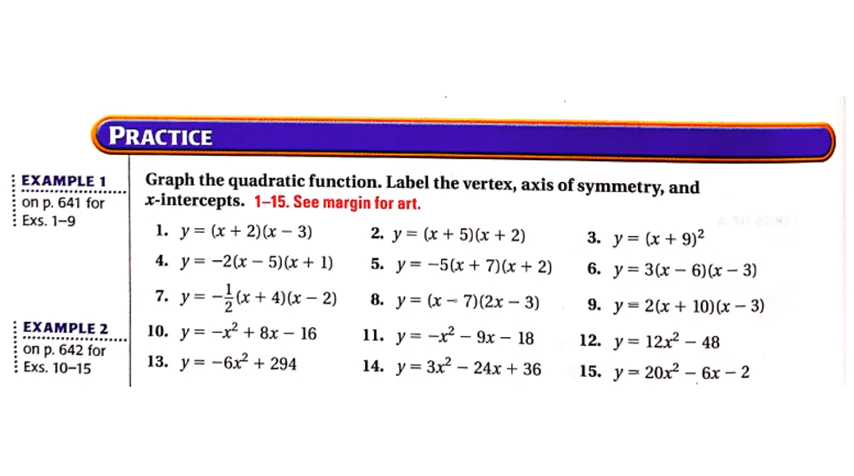 PRACTICE
EXAMPLE 1
on p. 641 for
Exs. 1–9
Graph the quadratic function. Label the vertex, axis of symmetry, and
x-intercepts. 1–15. See margin for art.
1. y = (x + 2)(x − 3) 2. y = (x + 5)(x + 2) 3. y = (x + 9)²
4. y = −2(x − 5)(x + 1) 5. y = −5(x + 7)(x + 2) 6. y = 3(x − 6)(x − 3)
7. y = −1/2(x + 4)(x − 2) 8. y = (x − 7)(2x − 3) 9. y = 2(x + 10)(x − 3)
EXAMPLE 2
on p. 642 for
Exs. 10–15
10. y = −x² + 8x − 16 11. y = −x² − 9x − 18 12. y = 12x² − 48
13. y = −6x² + 294 14. y = 3x² − 24x + 36 15. y = 20x² − 6x − 2